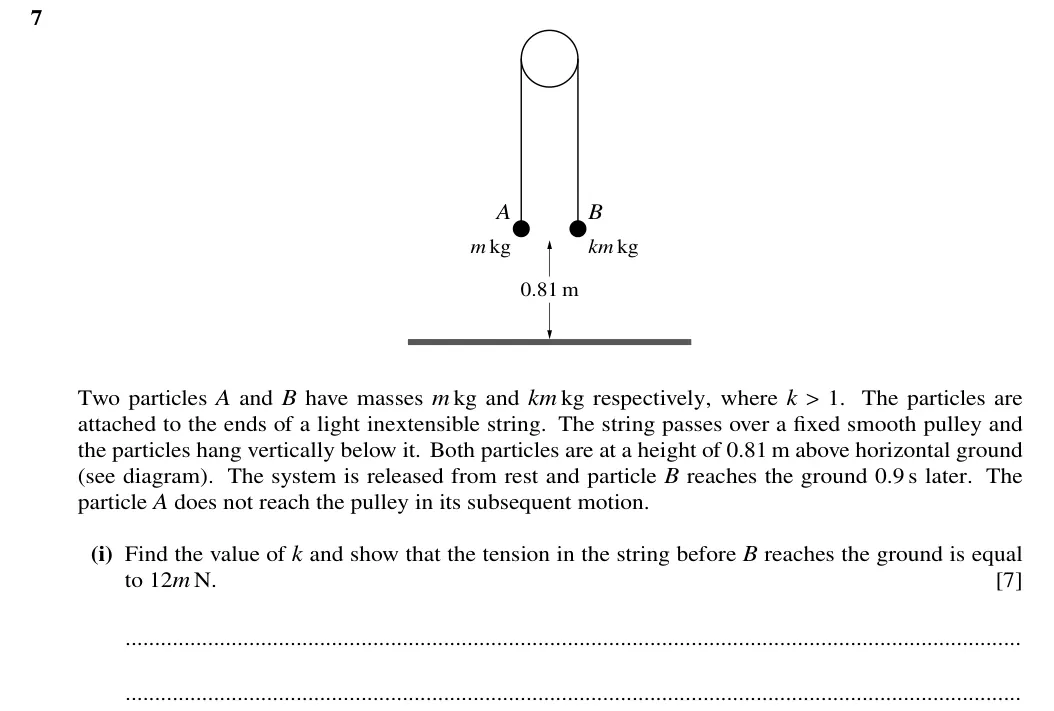 7
A
B
m kg
km kg
0.81 m
Two particles A and B have masses m kg and km kg respectively, where k > 1. The particles are
attached to the ends of a light inextensible string. The string passes over a fixed smooth pulley and
the particles hang vertically below it. Both particles are at a height of 0.81 m above horizontal ground
(see diagram). The system is released from rest and particle B reaches the ground 0.9 s later. The
particle A does not reach the pulley in its subsequent motion.
(i) Find the value of k and show that the tension in the string before B reaches the ground is equal
to 12m N. [7]